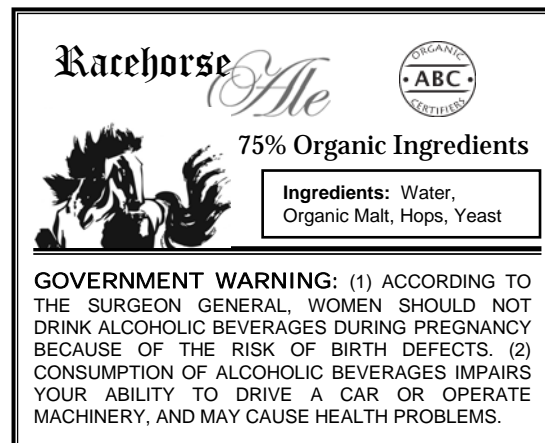 Racehorse Ale
ORGANIC
ABC
CERTIFIERS
75% Organic Ingredients
Ingredients: Water,
Organic Malt, Hops, Yeast
GOVERNMENT WARNING: (1) ACCORDING TO
THE SURGEON GENERAL, WOMEN SHOULD NOT
DRINK ALCOHOLIC BEVERAGES DURING PREGNANCY
BECAUSE OF THE RISK OF BIRTH DEFECTS. (2)
CONSUMPTION OF ALCOHOLIC BEVERAGES IMPAIRS
YOUR ABILITY TO DRIVE A CAR OR OPERATE
MACHINERY, AND MAY CAUSE HEALTH PROBLEMS.